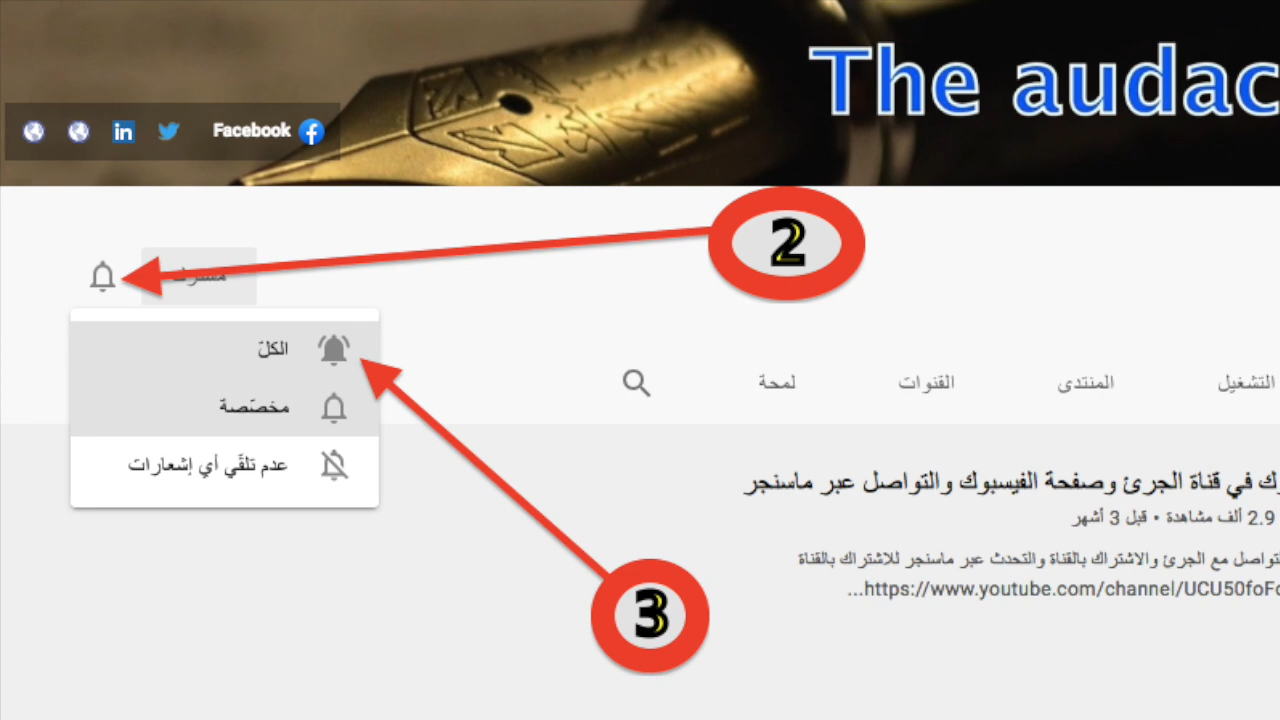 The audac
Facebook
2
مشترك
الكلّ
مخصّصة
عدم تلقّي أي إشعارات
التشغيل المنتدى القنوات لمحة
في قناة الجرئ وصفحة الفيسبوك والتواصل عبر ماسنجر
2.9 ألف مشاهدة • قبل 3 أشهر
مع الجرئ والاشتراك بالقناة والتحدث عبر ماسنجر للاشتراك بالقناة
...https://www.youtube.com/channel/UCU50foF
3